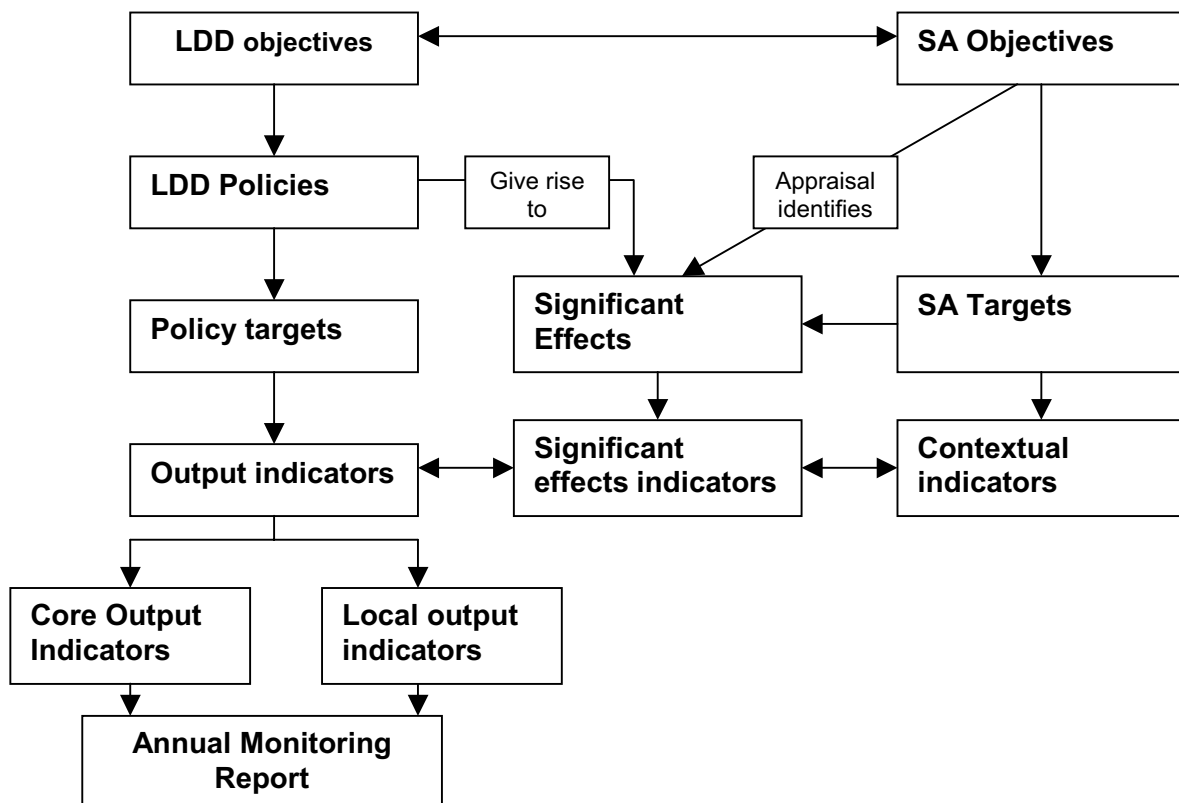 LDD objectives
SA Objectives
LDD Policies
Give rise
to
Appraisal
identifies
Policy targets
Significant
Effects
SA Targets
Output indicators
Significant
effects indicators
Contextual
indicators
Core Output
Indicators
Local output
indicators
Annual Monitoring
Report